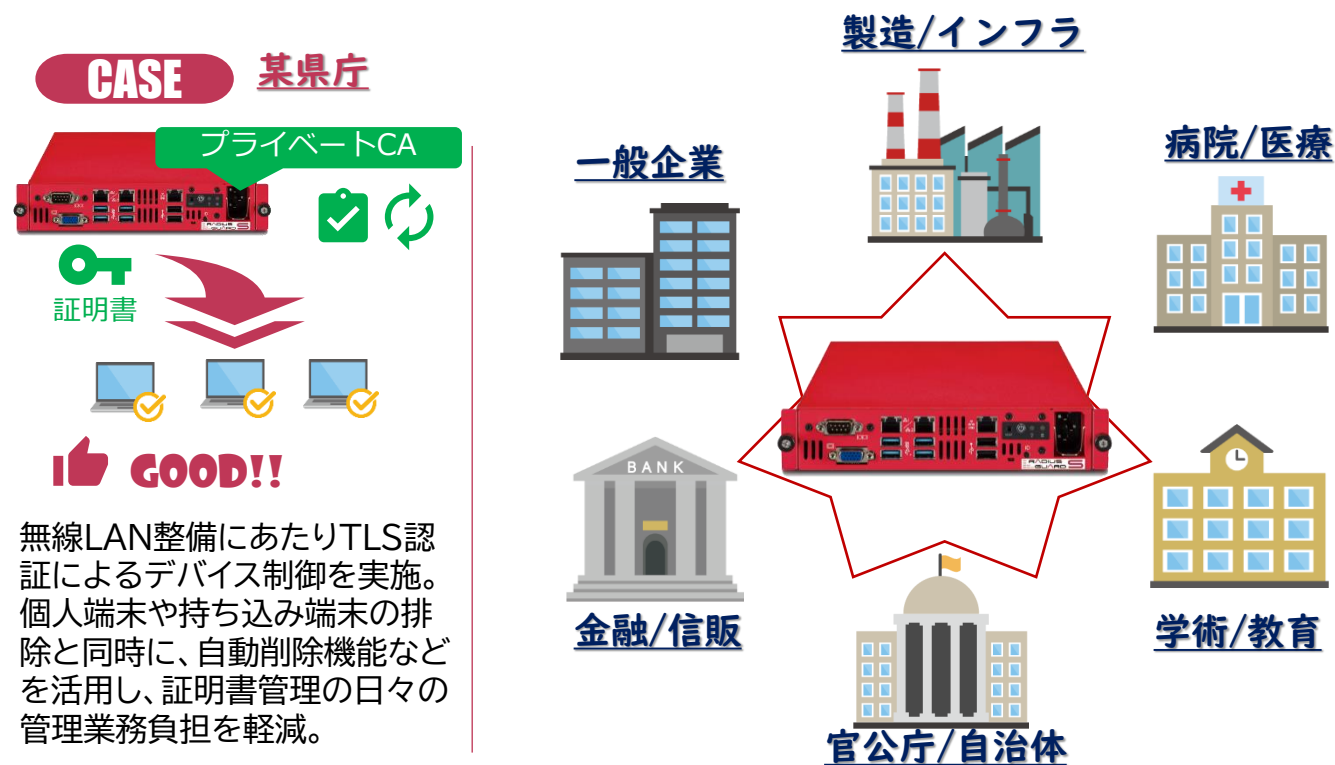 CASE
某県庁
プライベートCA
RADIUS GUARD S
証明書
GOOD!!
無線LAN整備にあたりTLS認
証によるデバイス制御を実施。
個人端末や持ち込み端末の排
除と同時に、自動削除機能など
を活用し、証明書管理の日々の
管理業務負担を軽減。
製造/インフラ
一般企業
病院/医療
RADIUS
GUARD S
BANK
金融/信販
学術/教育
官公庁/自治体